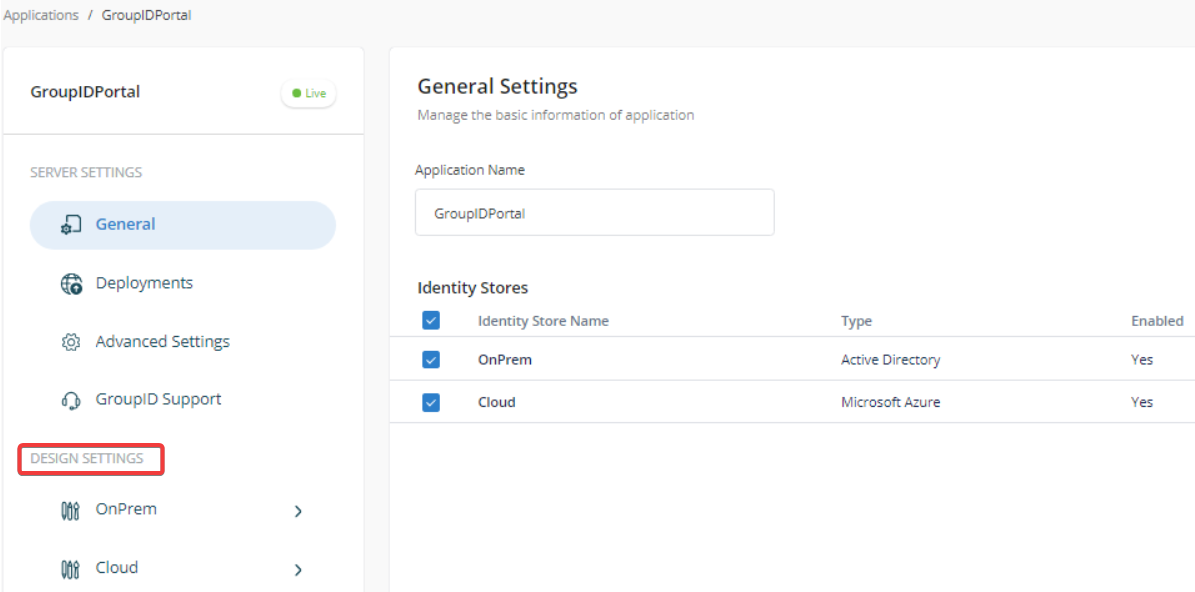 Applications / GroupIDPortal
GroupIDPortal
Live
SERVER SETTINGS
General
Deployments
Advanced Settings
GroupID Support
DESIGN SETTINGS
OnPrem
Cloud
General Settings
Manage the basic information of application
Application Name
GroupIDPortal
Identity Stores
Identity Store Name Type Enabled
OnPrem Active Directory Yes
Cloud Microsoft Azure Yes